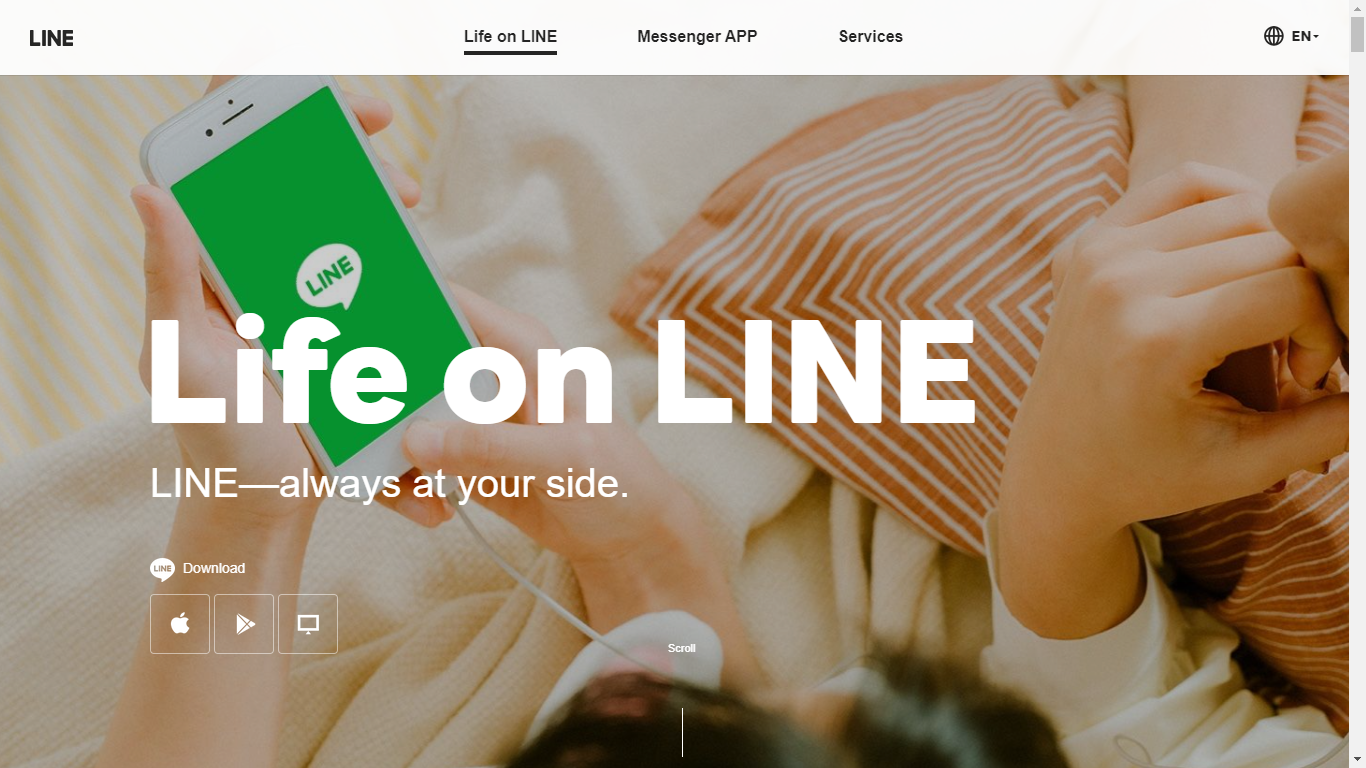 LINE
Life on LINE
Messenger APP
Services
EN
LINE
Life on LINE
LINE—always at your side.
LINE
Download
Scroll